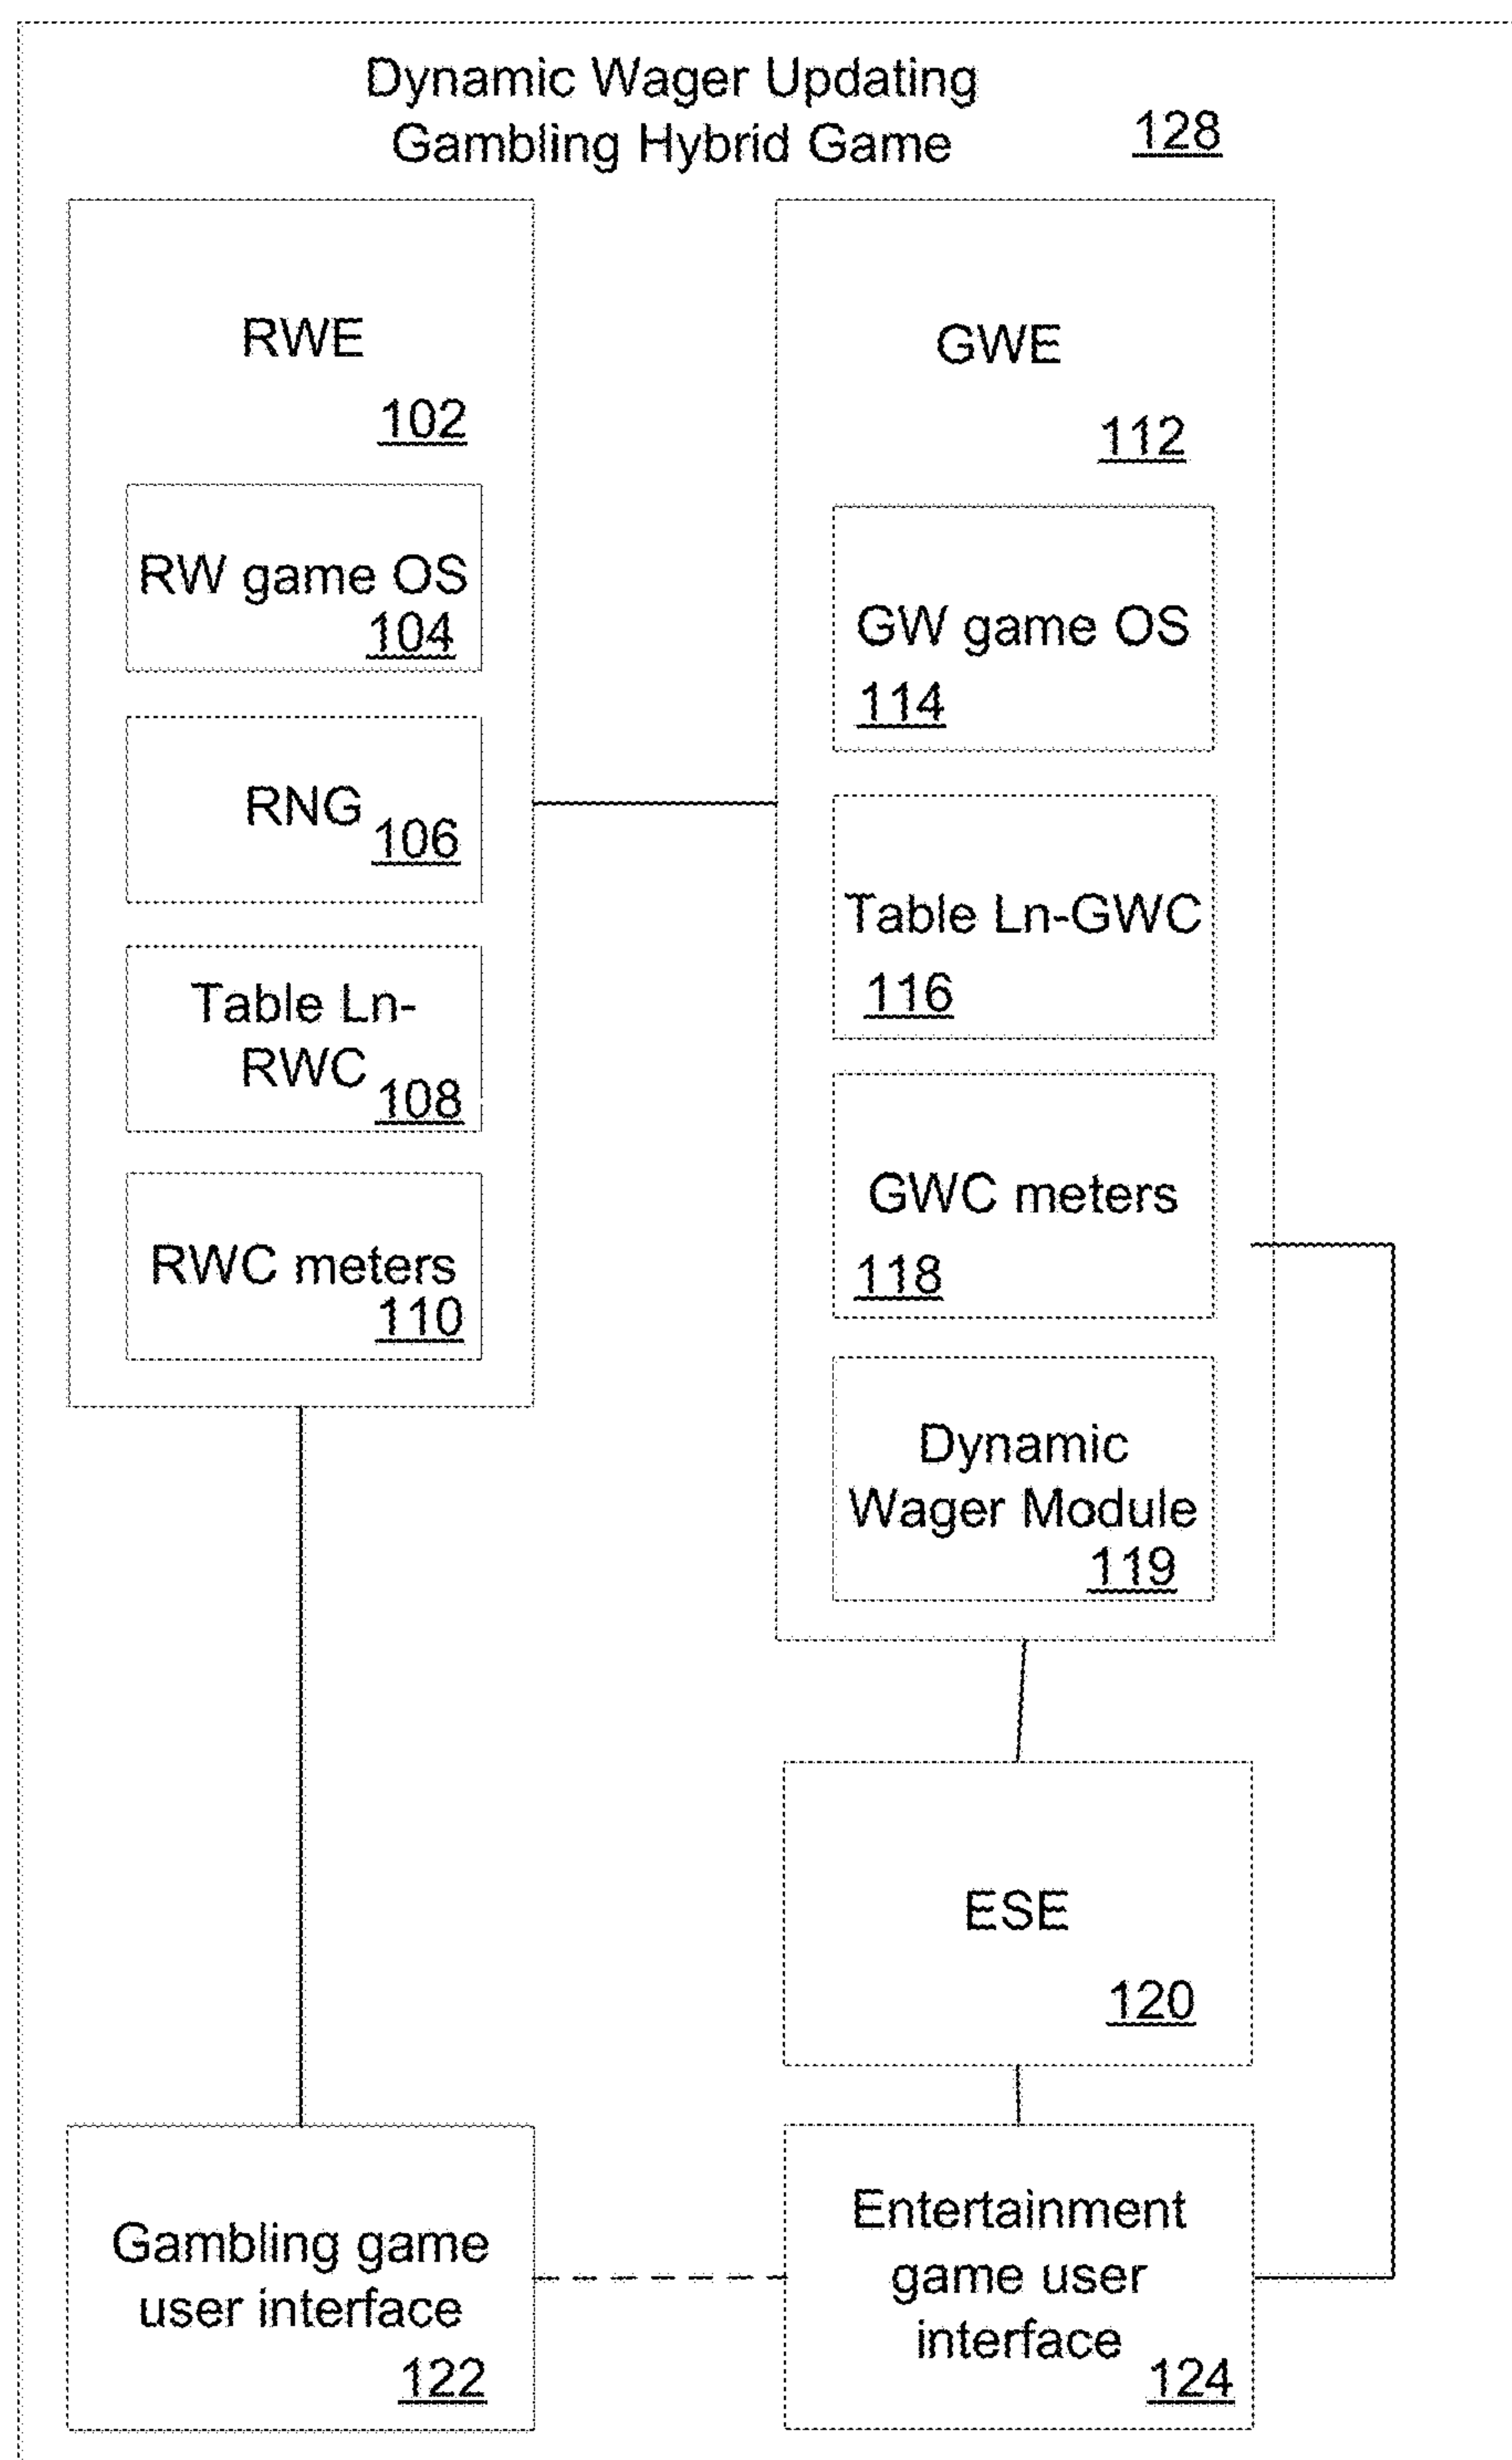 Dynamic Wager Updating
Gambling Hybrid Game
128
RWE
102
RW game OS
104
RNG
106
Table Ln-
RWC
108
RWC meters
110
GWE
112
GW game OS
114
Table Ln-GWC
116
GWC meters
118
Dynamic
Wager Module
119
ESE
120
Gambling game
user interface
122
Entertainment
game user
interface
124